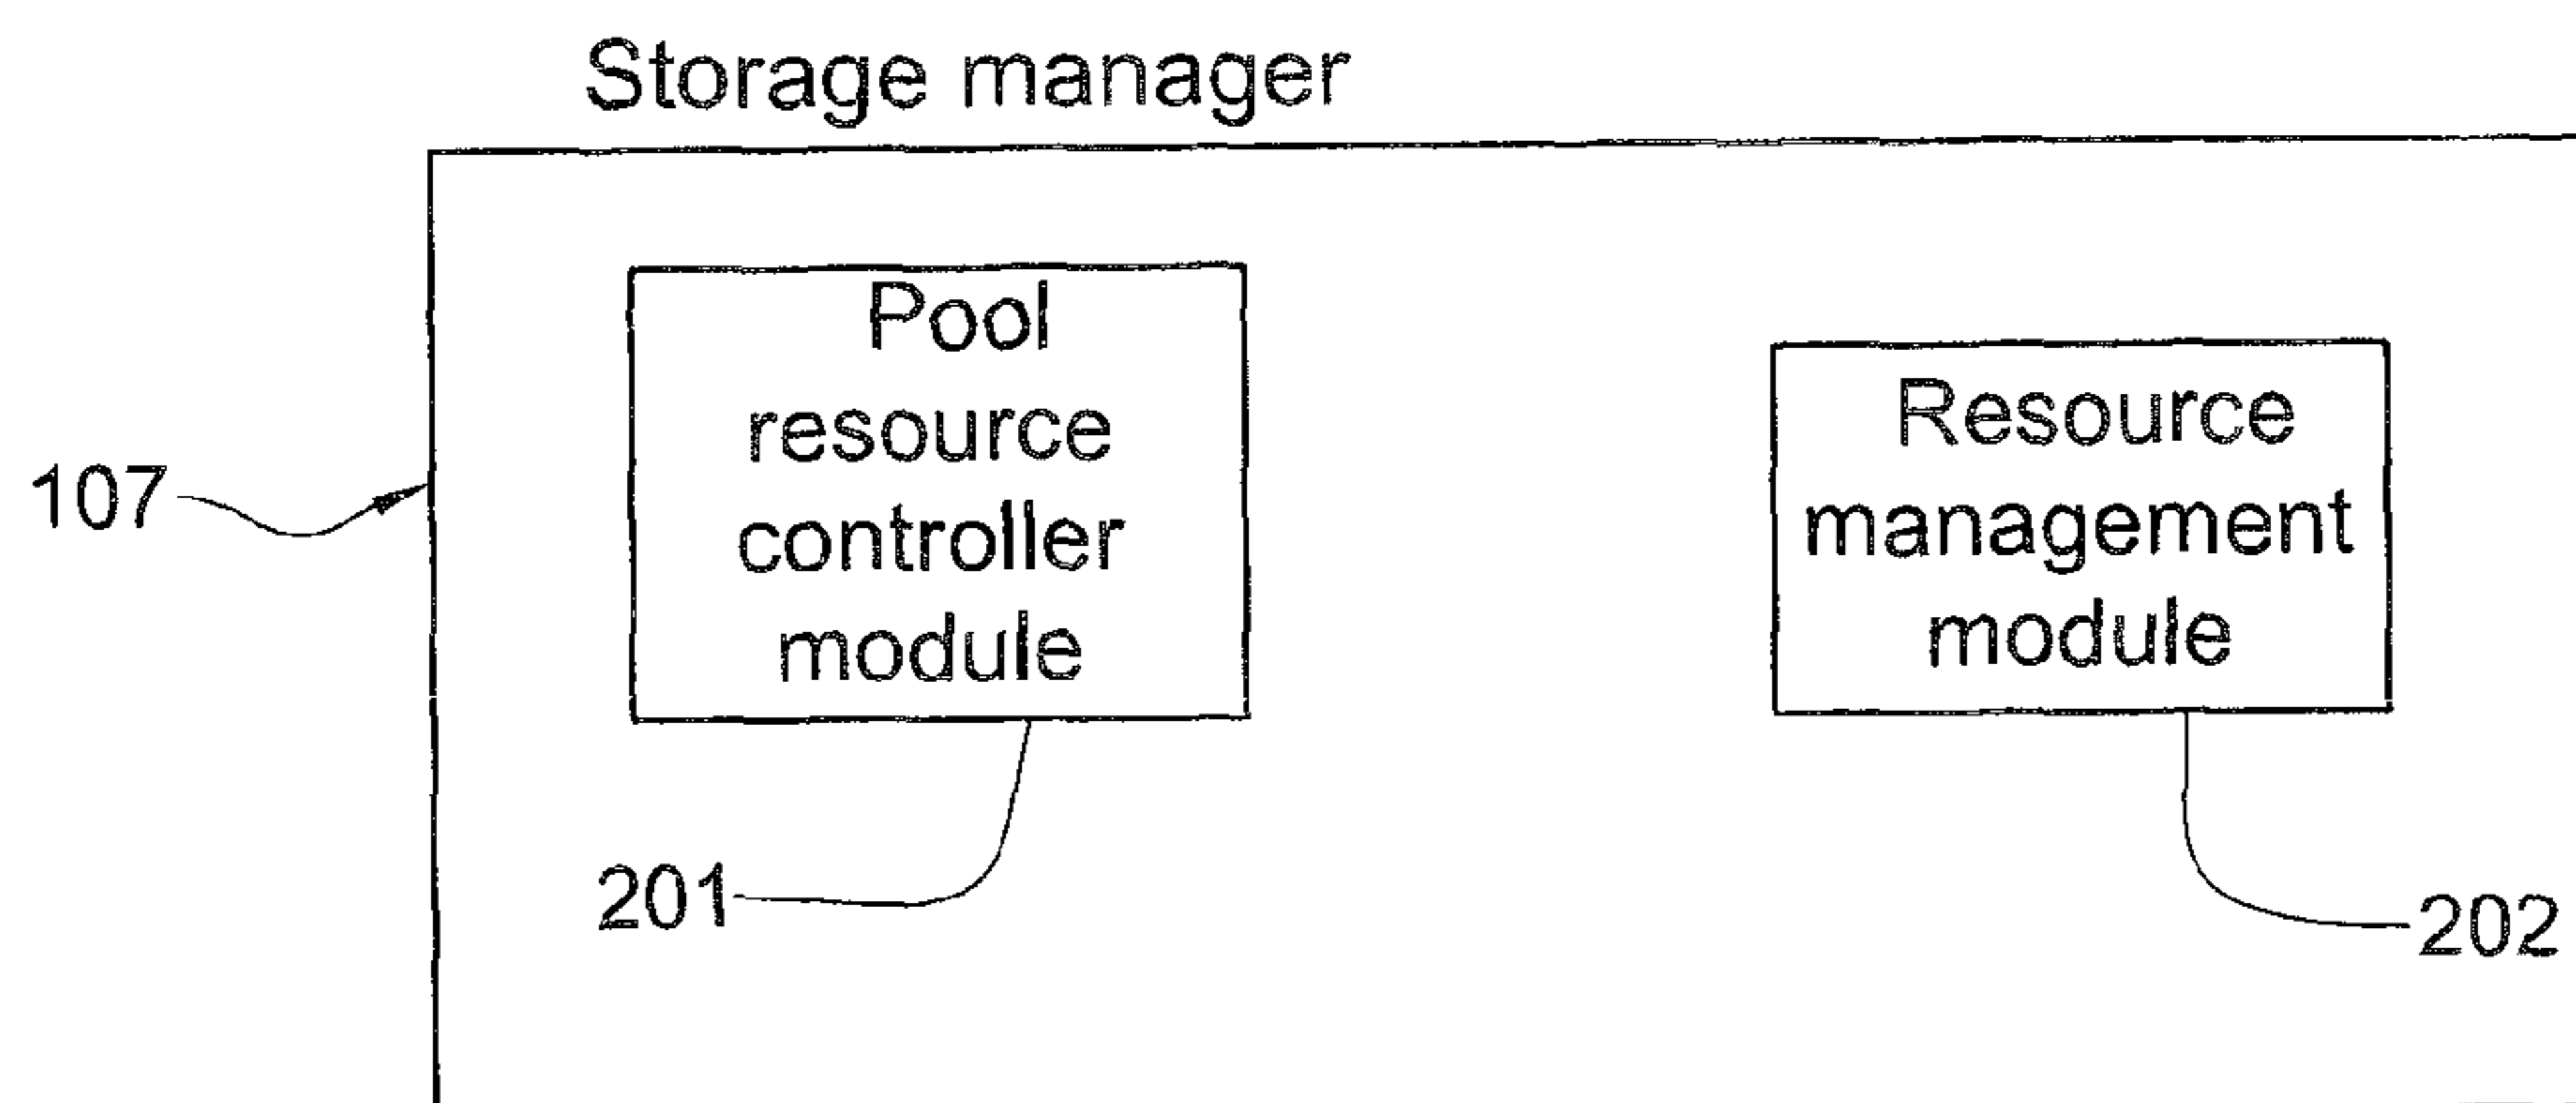 Storage manager
Pool
resource
controller
module
Resource
management
module
107
201
202